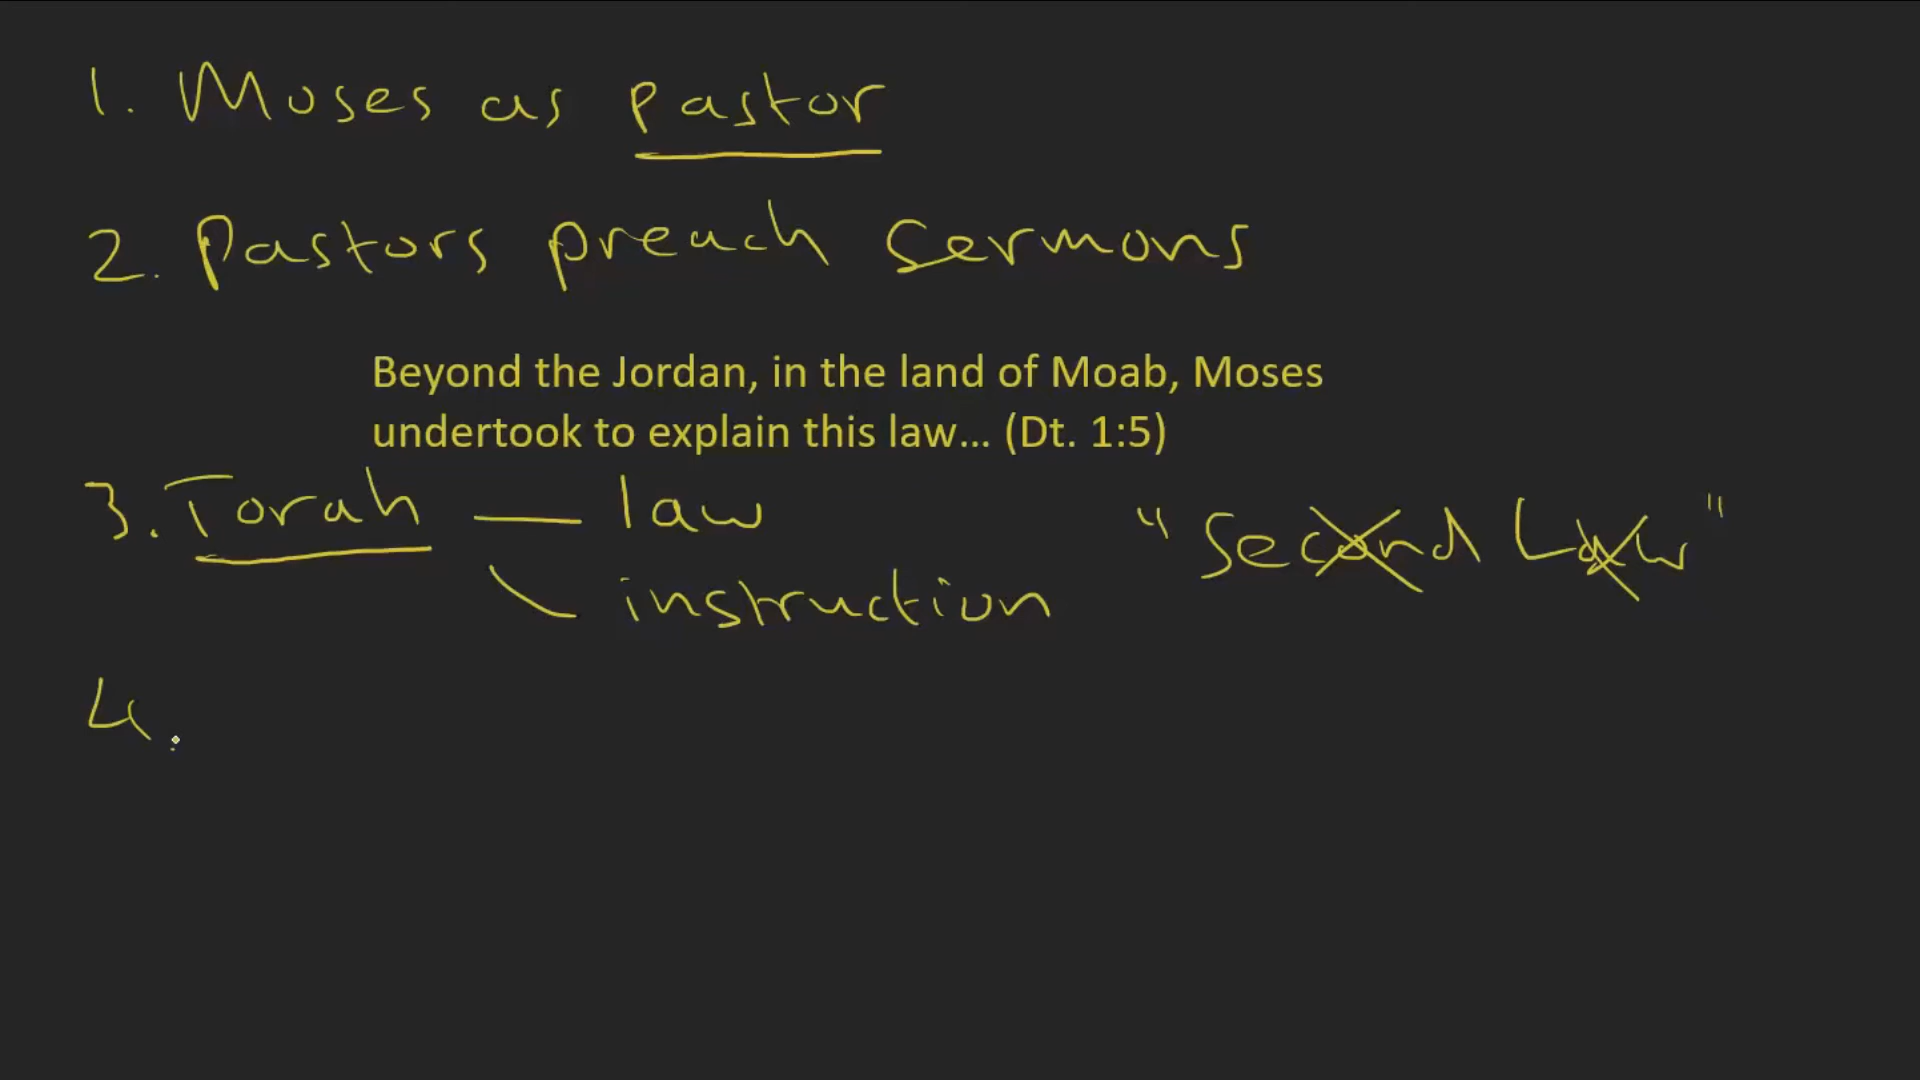 1. Moses as pastor
2. Pastors preach sermons
Beyond the Jordan, in the land of Moab, Moses
undertook to explain this law... (Dt. 1:5)
3. Torah — law
"Second Law"
instruction
4.